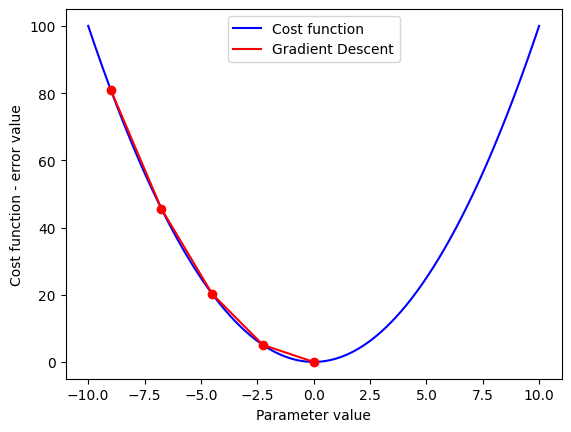 Cost function
Gradient Descent
100
80
60
40
20
0
Cost function - error value
−10.0 −7.5 −5.0 −2.5 0.0 2.5 5.0 7.5 10.0
Parameter value